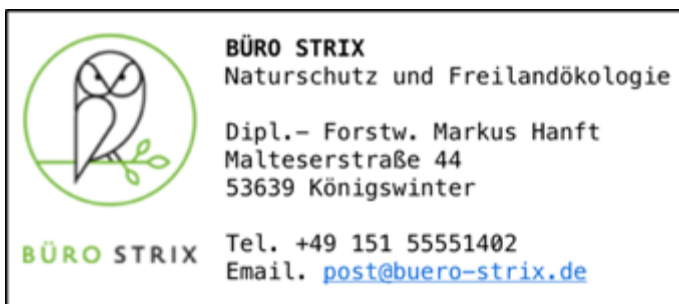 BÜRO STRIX
Naturschutz und Freilandökologie
Dipl.– Forstw. Markus Hanft
Malteserstraße 44
53639 Königswinter
Tel. +49 151 55551402
Email. post@buero-strix.de
BÜRO STRIX